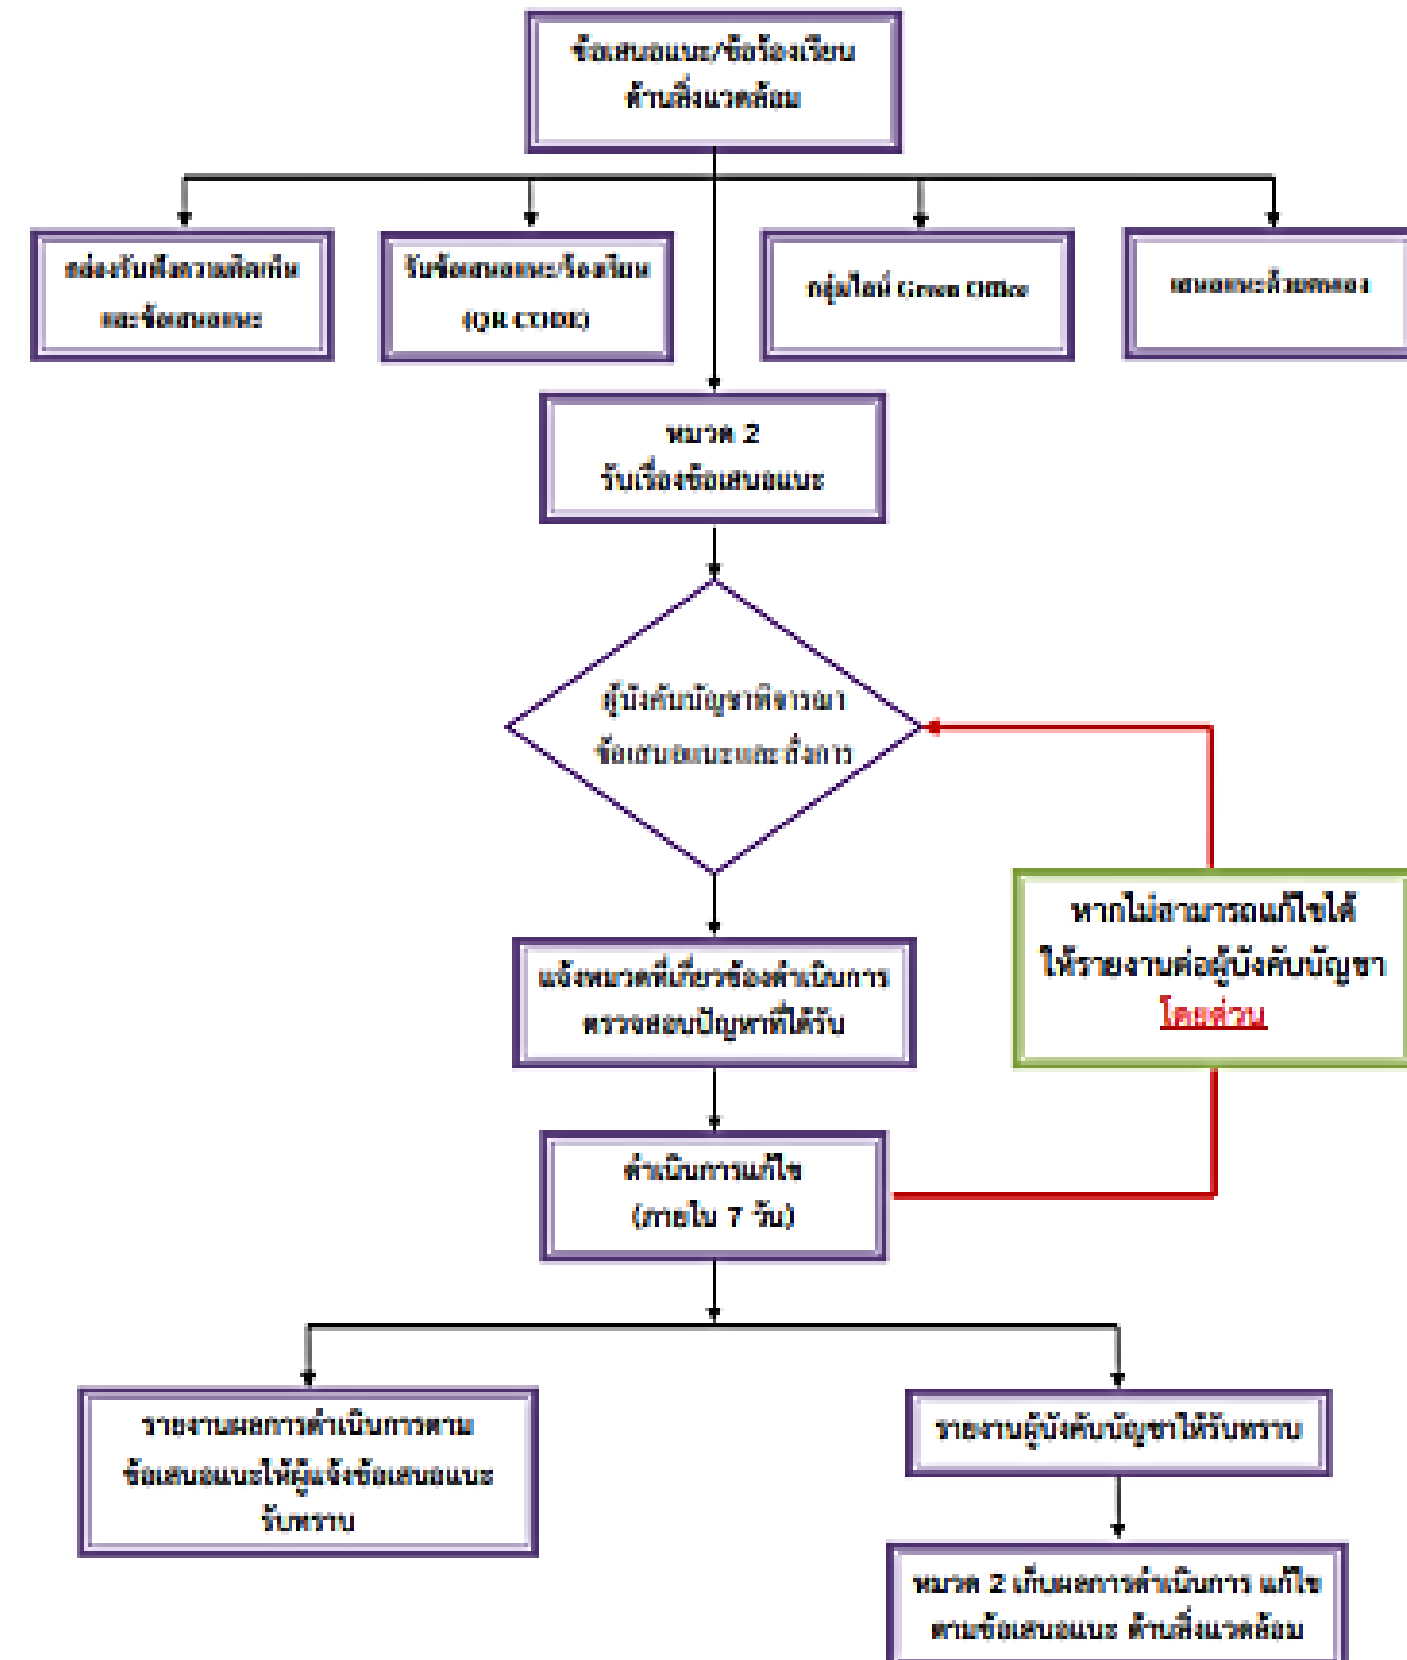 ข้อเสนอแนะ/ข้อร้องเรียน
ด้านสิ่งแวดล้อม
กล่องรับฟังความคิดเห็น
และข้อเสนอแนะ
รับข้อเสนอแนะ/ร้องเรียน
(QR CODE)
กลุ่มไลน์ Green Office
เสนอแนะด้วยตนเอง
หมวด 2
รับเรื่องข้อเสนอแนะ
ผู้บังคับบัญชาพิจารณา
ข้อเสนอแนะและสั่งการ
แจ้งหมวดที่เกี่ยวข้องดำเนินการ
ตรวจสอบปัญหาที่ได้รับ
หากไม่สามารถแก้ไขได้
ให้รายงานต่อผู้บังคับบัญชา
โดยด่วน
ดำเนินการแก้ไข
(ภายใน 7 วัน)
รายงานผลการดำเนินการตาม
ข้อเสนอแนะให้ผู้แจ้งข้อเสนอแนะ
รับทราบ
รายงานผู้บังคับบัญชาให้รับทราบ
หมวด 2 เก็บผลการดำเนินการ แก้ไข
ตามข้อเสนอแนะ ด้านสิ่งแวดล้อม